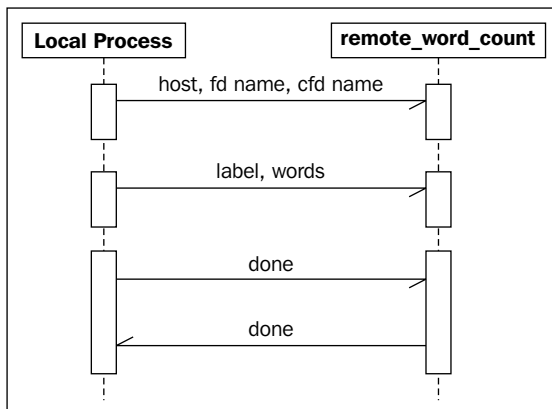 Local Process
remote_word_count
host, fd name, cfd name
label, words
done
done